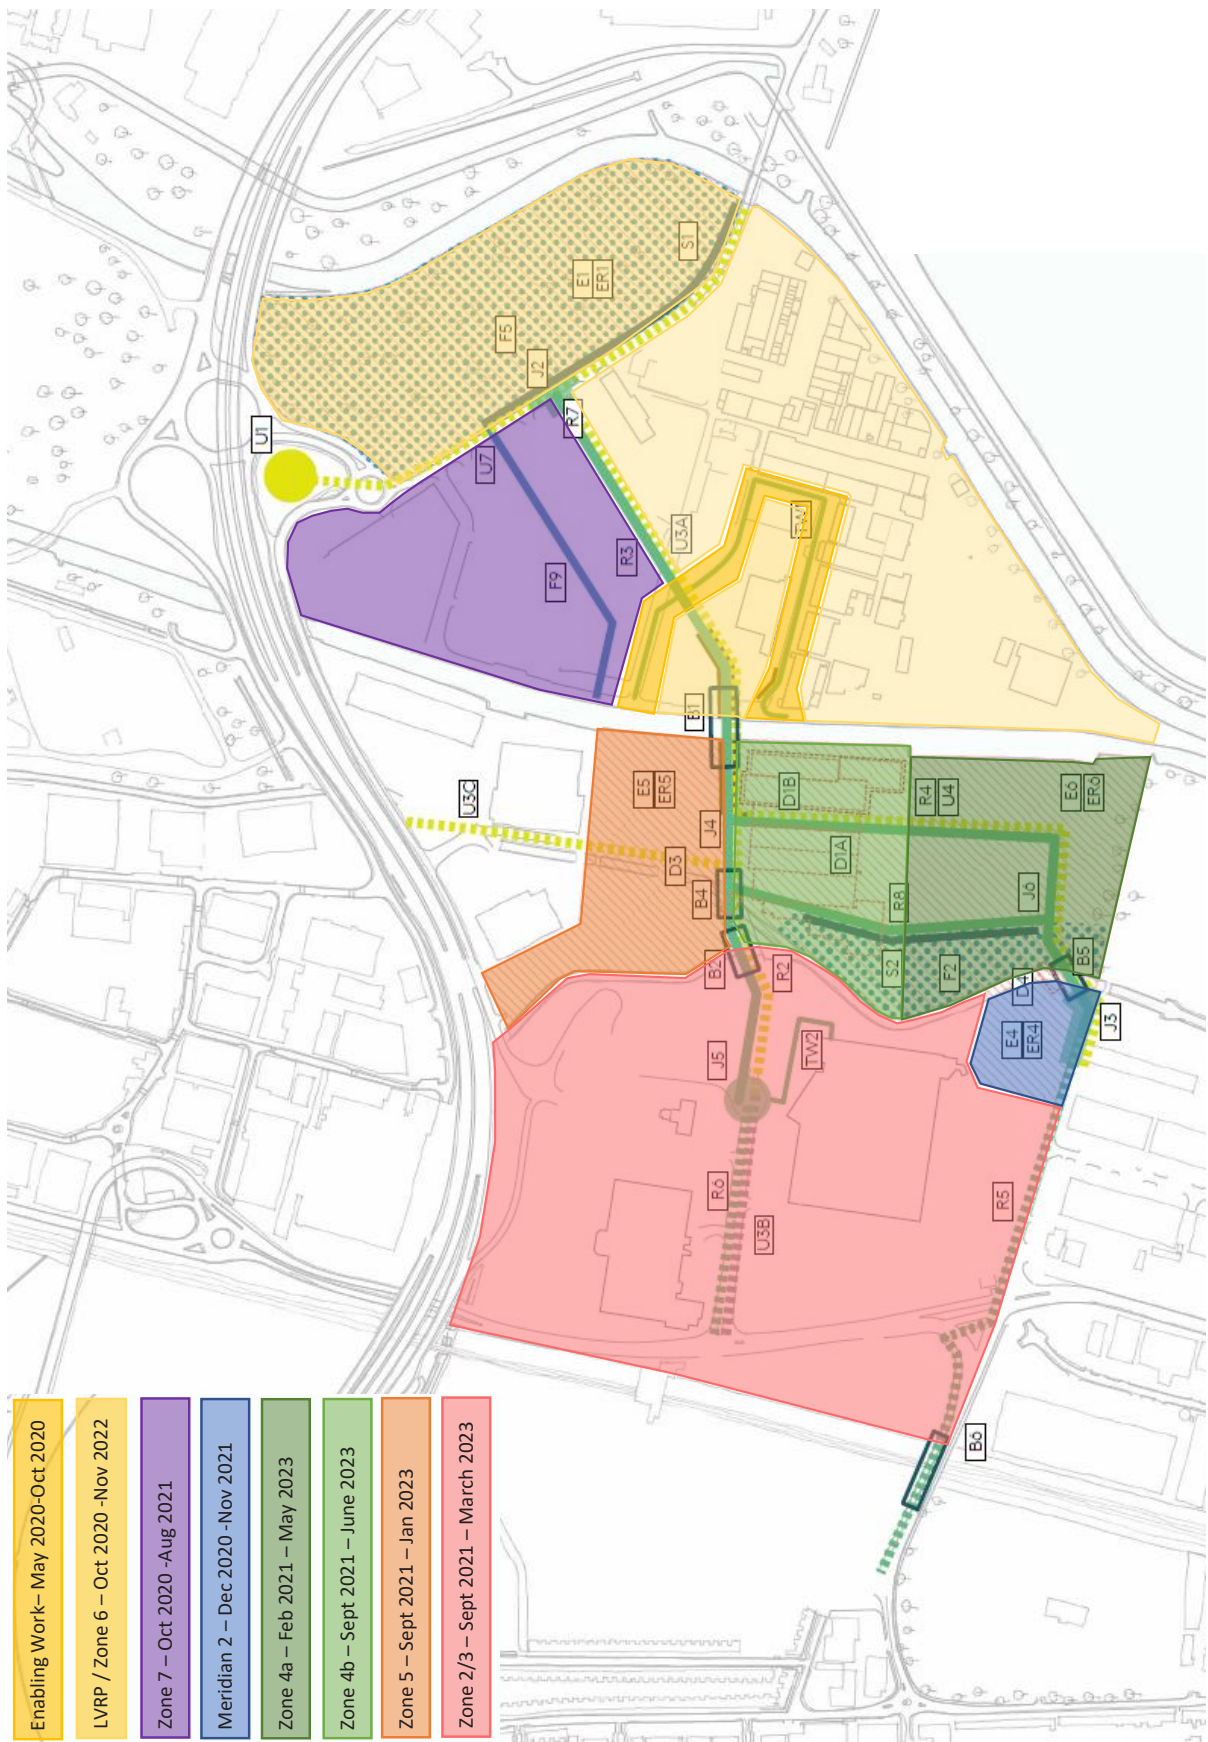 Enabling Work– May 2020-Oct 2020
LVRP / Zone 6 – Oct 2020 -Nov 2022
Zone 7 – Oct 2020 -Aug 2021
Meridian 2 – Dec 2020 -Nov 2021
Zone 4a – Feb 2021 – May 2023
Zone 4b – Sept 2021 – June 2023
Zone 5 – Sept 2021 – Jan 2023
Zone 2/3 – Sept 2021 – March 2023
U1
S1
E1
ER1
F5
J2
R7
U7
F9
R3
U3A
TW1
B1
U3C
E5
ER5
J4
D3
B4
B2
R2
D1B
D1A
R4
U4
E6
ER6
R8
J6
S2
F2
B5
D4
E4
ER4
J3
J5
TW2
R6
U3B
R5
B6